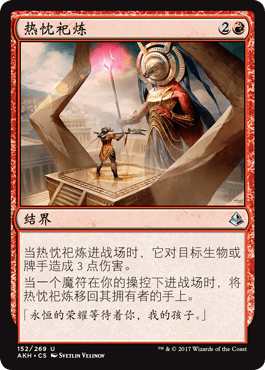 热忱祀炼 2
结界
当热忱祀炼进战场时，它对目标生物或
牌手造成3点伤害。
当一个魔符在你的操控下进战场时，将
热忱祀炼移回其拥有者的手上。
「永恒的荣耀等待着你，我的孩子。」
152/269 U
AKH • CS SVETLIN VELINOV
™ & © 2017 Wizards of the Coast